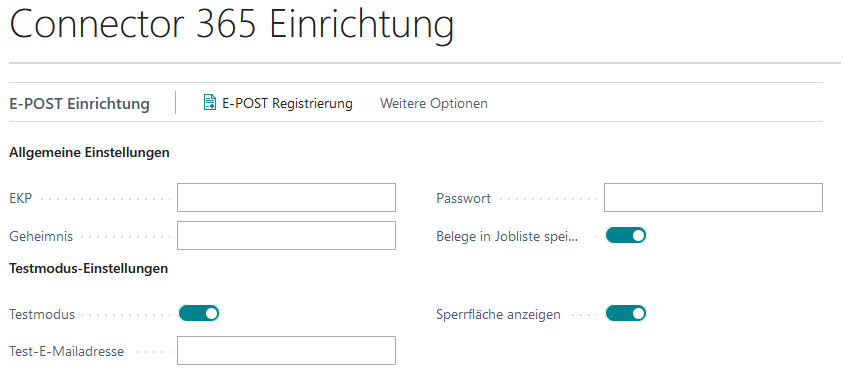 Connector 365 Einrichtung
E-POST Einrichtung E-POST Registrierung Weitere Optionen
Allgemeine Einstellungen
EKP Passwort
Geheimnis Belege in Jobliste spei...
Testmodus-Einstellungen
Testmodus Sperrfläche anzeigen
Test-E-Mailadresse